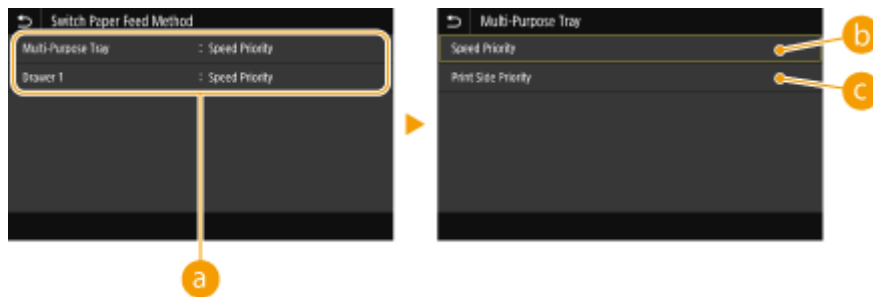 Switch Paper Feed Method
Multi-Purpose Tray : Speed Priority
Drawer 1 : Speed Priority
a
Multi-Purpose Tray
Speed Priority
b
Print Side Priority
c